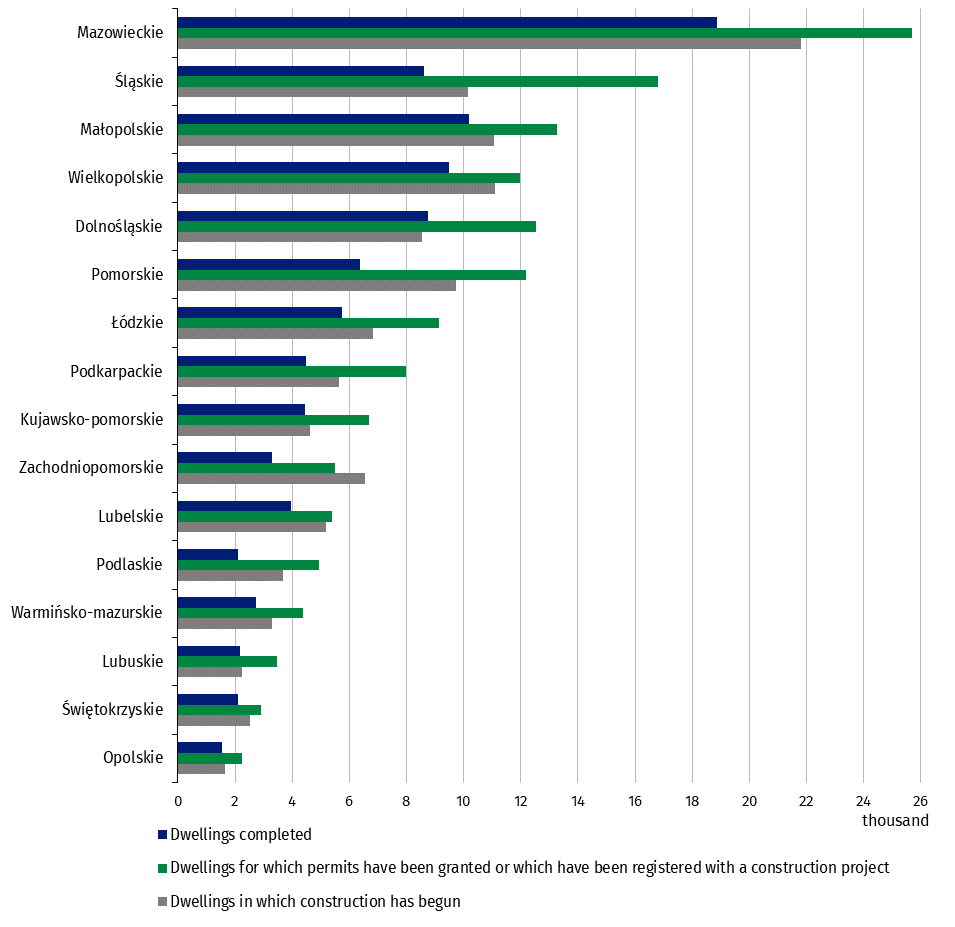 Mazowieckie
Śląskie
Małopolskie
Wielkopolskie
Dolnośląskie
Pomorskie
Łódzkie
Podkarpackie
Kujawsko-pomorskie
Zachodniopomorskie
Lubelskie
Podlaskie
Warmińsko-mazurskie
Lubuskie
Świętokrzyskie
Opolskie
0 2 4 6 8 10 12 14 16 18 20 22 24 26
thousand
Dwellings completed
Dwellings for which permits have been granted or which have been registered with a construction project
Dwellings in which construction has begun